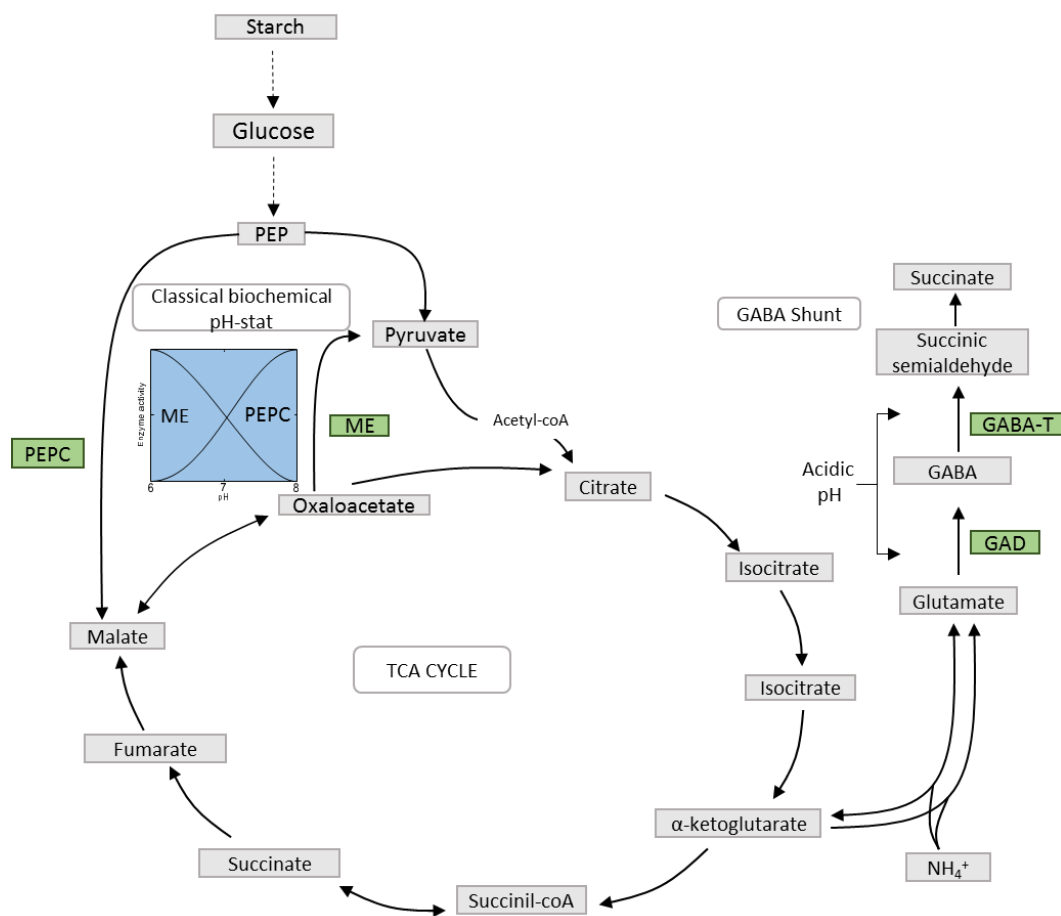 Starch
Glucose
PEP
Classical biochemical
pH-stat
Pyruvate
GABA Shunt
Succinate
Succinic
semialdehyde
Enzyme activity
ME
PEPC
6
7
8
pH
ME
PEPC
Acetyl-coA
GABA-T
Acidic
pH
GABA
Citrate
Oxaloacetate
GAD
Isocitrate
Glutamate
Malate
TCA CYCLE
Isocitrate
Fumarate
α-ketoglutarate
Succinate
NH₄⁺
Succinil-coA